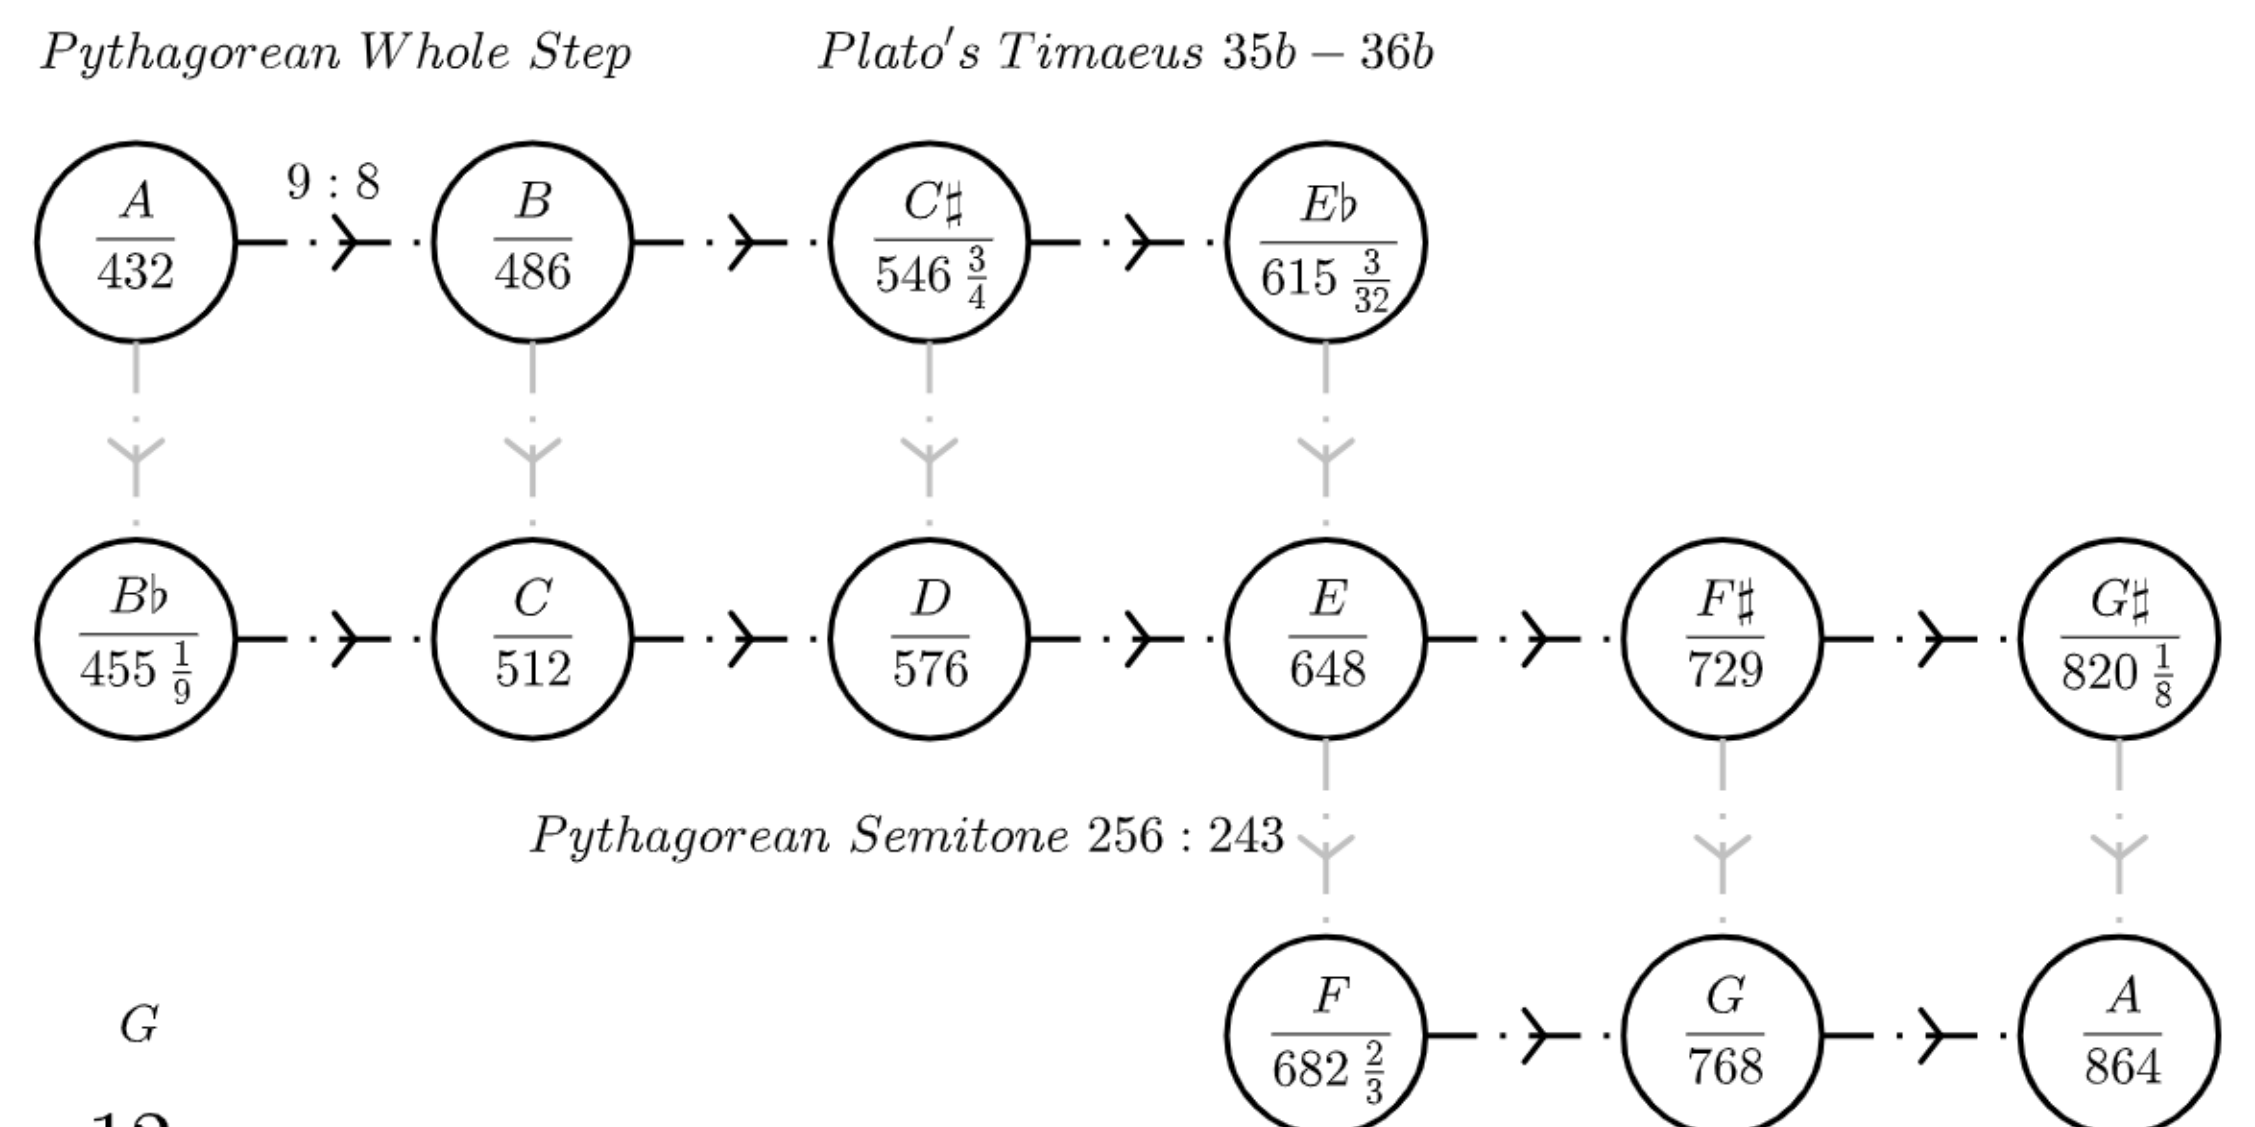 Pythagorean Whole Step
Plato's Timaeus 35b – 36b
9 : 8
A
432
B
486
C♯
546 3/4
E♭
615 3/32
B♭
455 1/9
C
512
D
576
E
648
F♯
729
G♯
820 1/8
Pythagorean Semitone 256 : 243
G
F
682 2/3
G
768
A
864